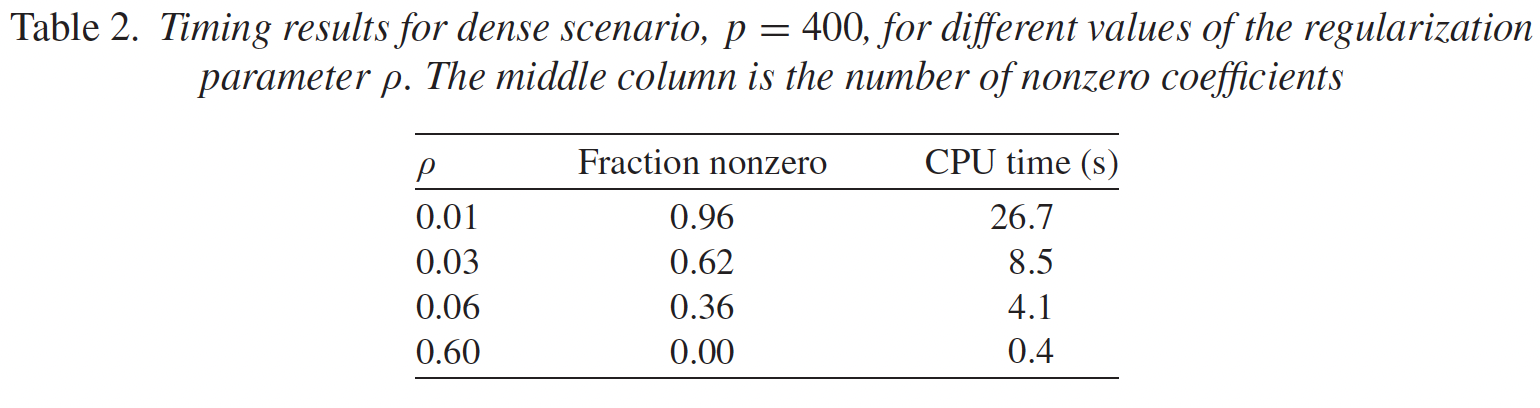 Table 2. Timing results for dense scenario, p = 400, for different values of the regularization
parameter ρ. The middle column is the number of nonzero coefficients
ρ Fraction nonzero CPU time (s)
0.01 0.96 26.7
0.03 0.62 8.5
0.06 0.36 4.1
0.60 0.00 0.4